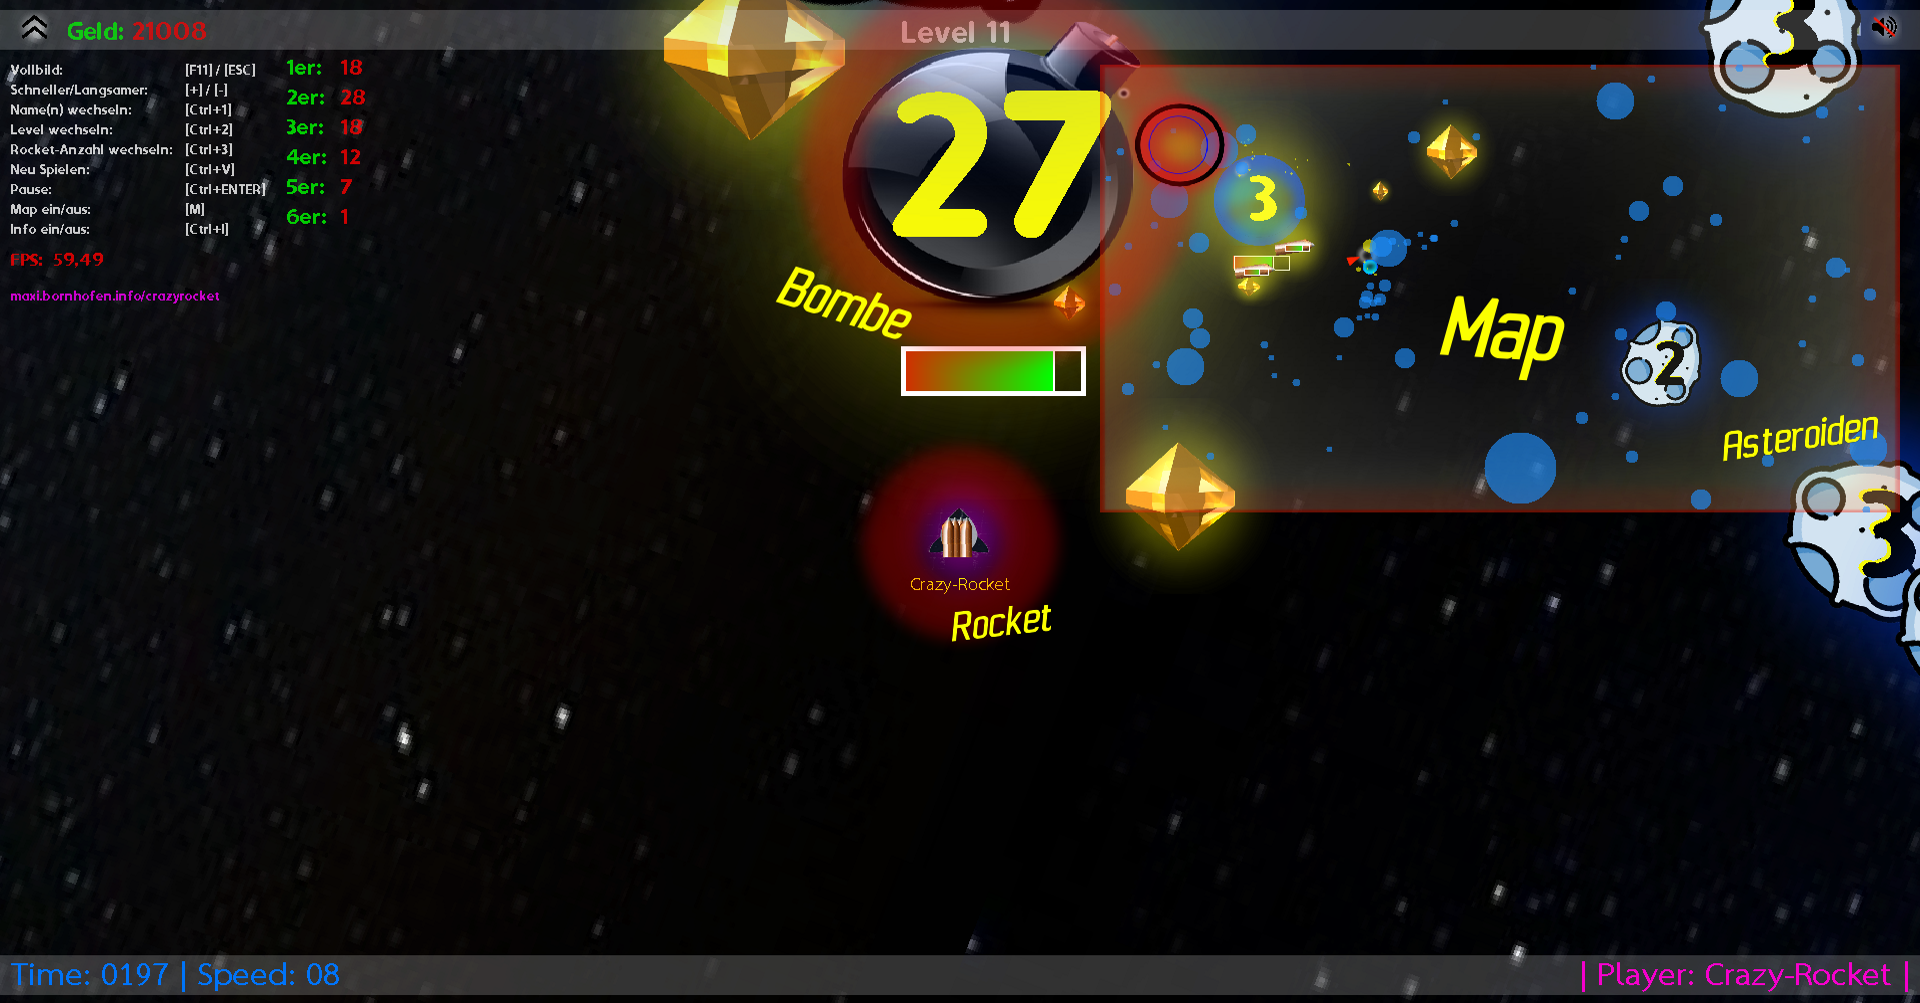 Geld: 21008
Level 11
Vollbild: [F11] / [ESC]
Schneller/Langsamer: [+] / [-]
Name(n) wechseln: [Ctrl+1]
Level wechseln: [Ctrl+2]
Rocket-Anzahl wechseln: [Ctrl+3]
Neu Spielen: [Ctrl+V]
Pause: [Ctrl+ENTER]
Map ein/aus: [M]
Info ein/aus: [Ctrl+I]
1er: 18
2er: 28
3er: 18
4er: 12
5er: 7
6er: 1
FPS: 59,49
maxi.bornhofen.info/crazyrocket
27
Bombe
3
3
Map
2
Asteroiden
3
Crazy-Rocket
Rocket
Time: 0197 | Speed: 08
| Player: Crazy-Rocket |